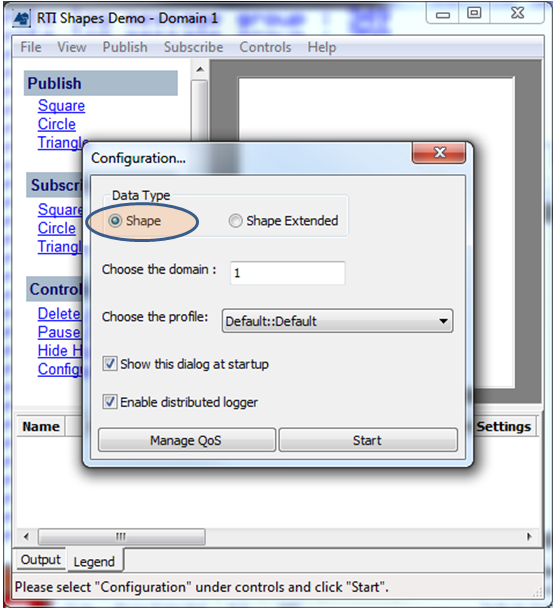 RTI Shapes Demo - Domain 1
File View Publish Subscribe Controls Help
Publish
Square
Circle
Triangle
Configuration...
Data Type
Shape
Shape Extended
Choose the domain :
1
Choose the profile:
Default::Default
Show this dialog at startup
Enable distributed logger
Manage QoS
Start
Subscri
Square
Circle
Triangl
Control
Delete
Pause
Hide H
Config
Name
Settings
Output
Legend
Please select "Configuration" under controls and click "Start".